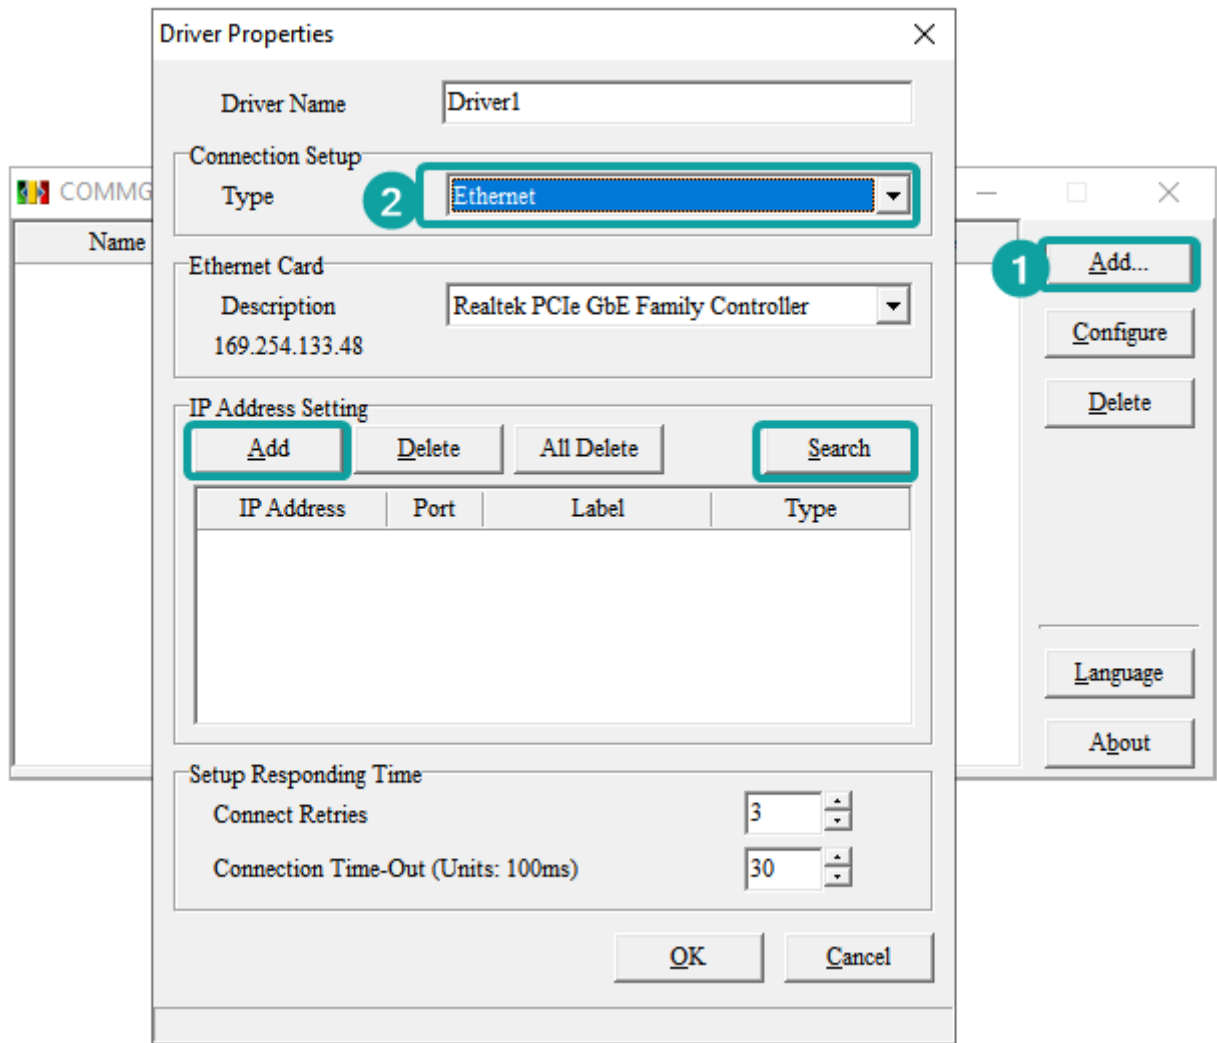 Driver Properties
Driver Name
Driver1
Connection Setup
Type
2
Ethernet
COMMG
Name
1
Add...
Configure
Delete
Language
About
Ethernet Card
Description
Realtek PCIe GbE Family Controller
169.254.133.48
IP Address Setting
Add
Delete
All Delete
Search
IP Address
Port
Label
Type
Setup Responding Time
Connect Retries
3
Connection Time-Out (Units: 100ms)
30
OK
Cancel